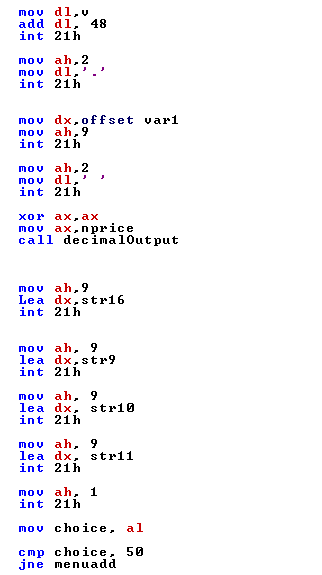 mov dl,v
add dl, 48
int 21h
mov ah,2
mov dl,'.'
int 21h
mov dx,offset var1
mov ah,9
int 21h
mov ah,2
mov dl,' '
int 21h
xor ax,ax
mov ax,nprice
call decimalOutput
mov ah,9
Lea dx,str16
int 21h
mov ah, 9
lea dx,str9
int 21h
mov ah, 9
lea dx, str10
int 21h
mov ah, 9
lea dx, str11
int 21h
mov ah, 1
int 21h
mov choice, al
cmp choice, 50
jne menuadd